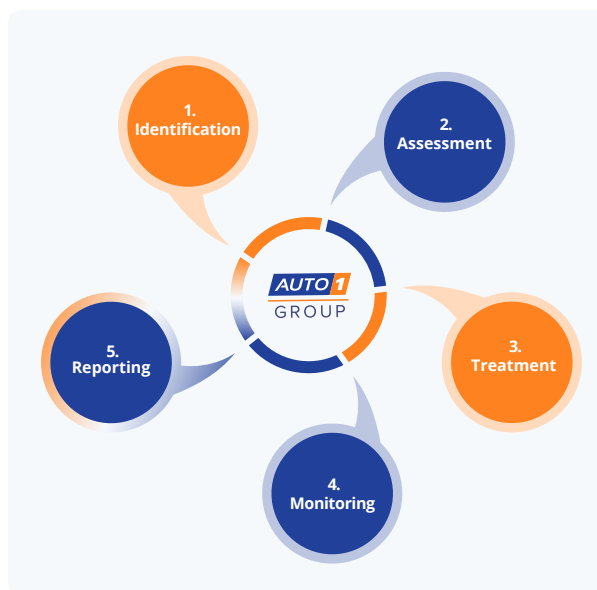 1.
Identification
2.
Assessment
AUTO1
GROUP
3.
Treatment
5.
Reporting
4.
Monitoring